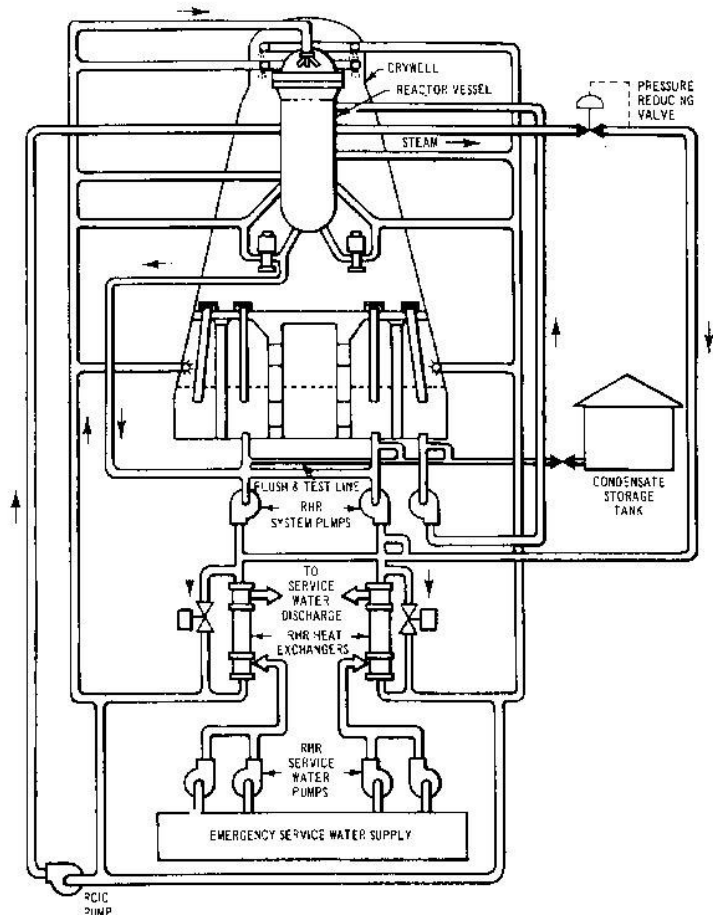 DRYWELL
REACTOR VESSEL
PRESSURE
REDUCING
VALVE
STEAM
CONDENSATE
STORAGE
TANK
FLUSH & TEST LINE
RHR
SYSTEM PUMPS
TO
SERVICE
WATER
DISCHARGE
RHR HEAT
EXCHANGERS
RHR
SERVICE
WATER
PUMPS
EMERGENCY SERVICE WATER SUPPLY
RCIC
PUMP